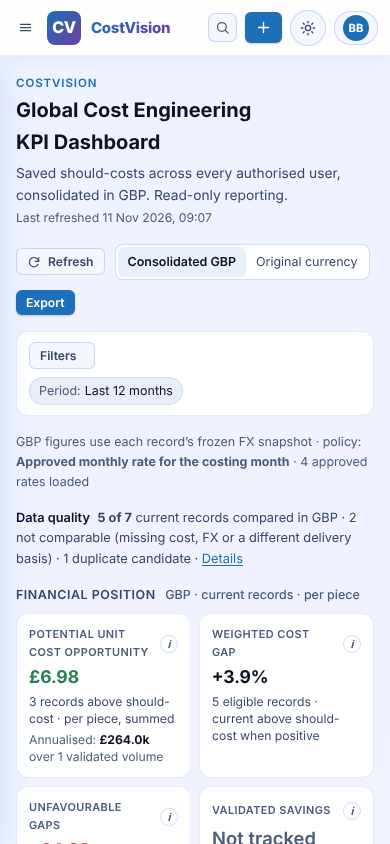 CV CostVision BB
COSTVISION
Global Cost Engineering
KPI Dashboard
Saved should-costs across every authorised user,
consolidated in GBP. Read-only reporting.
Last refreshed 11 Nov 2026, 09:07
Refresh Consolidated GBP Original currency
Export
Filters
Period: Last 12 months
GBP figures use each record's frozen FX snapshot · policy:
Approved monthly rate for the costing month · 4 approved
rates loaded
Data quality 5 of 7 current records compared in GBP · 2
not comparable (missing cost, FX or a different delivery
basis) · 1 duplicate candidate · Details
FINANCIAL POSITION GBP · current records · per piece
POTENTIAL UNIT
COST OPPORTUNITY i
£6.98
3 records above should-
cost · per piece, summed
Annualised: £264.0k
over 1 validated volume
WEIGHTED COST
GAP i
+3.9%
5 eligible records ·
current above should-
cost when positive
UNFAVOURABLE
GAPS i
VALIDATED SAVINGS i
Not tracked